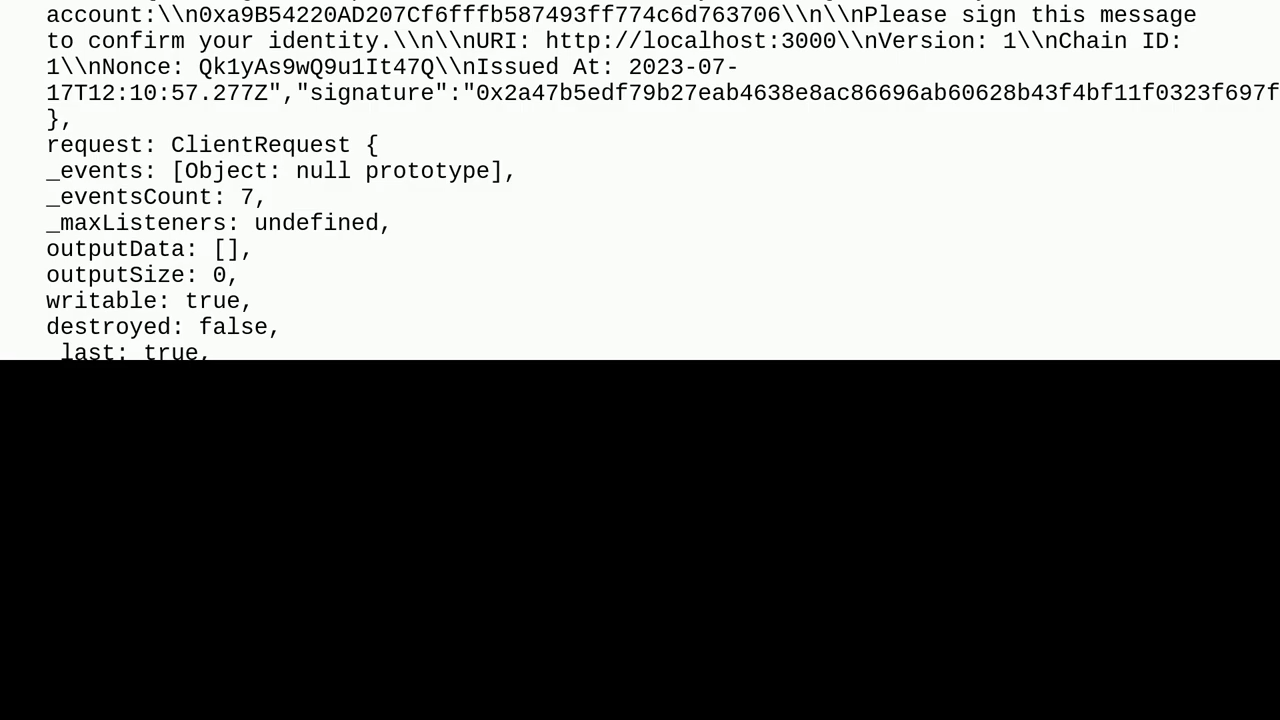 account:\\n0xa9B54220AD207Cf6fffb587493ff774c6d763706\\n\\nPlease sign this message
to confirm your identity.\\n\\nURI: http://localhost:3000\\nVersion: 1\\nChain ID:
1\\nNonce: Qk1yAs9wQ9u1It47Q\\nIssued At: 2023-07-
17T12:10:57.277Z","signature":"0x2a47b5edf79b27eab4638e8ac86696ab60628b43f4bf11f0323f697f
},
request: ClientRequest {
_events: [Object: null prototype],
_eventsCount: 7,
_maxListeners: undefined,
outputData: [],
outputSize: 0,
writable: true,
destroyed: false,
_last: true,